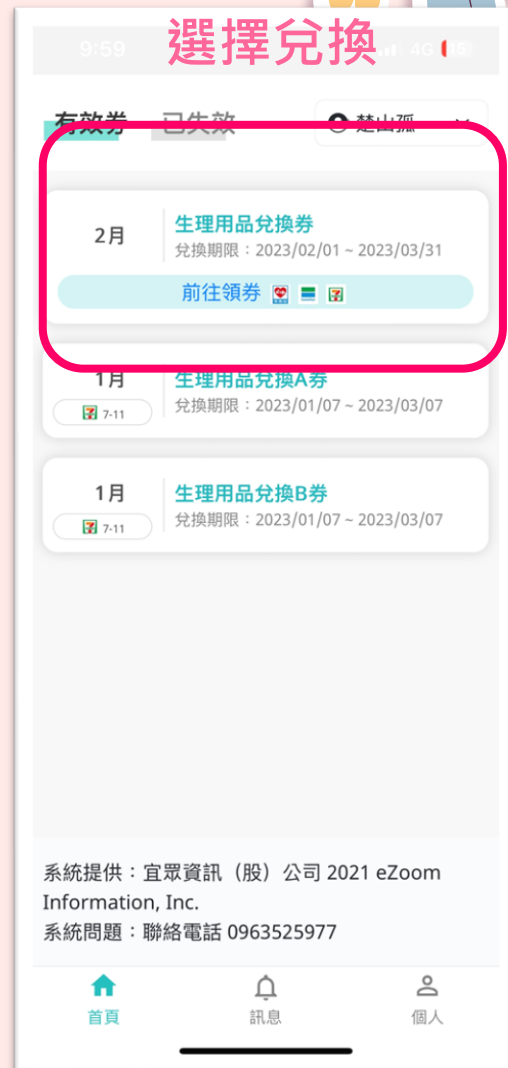 選擇兌換
9:59
4G 15
有效券 已失效 楚山孤
2月
生理用品兌換券
兌換期限：2023/02/01 ~ 2023/03/31
前往領券
1月
生理用品兌換A券
7-11
兌換期限：2023/01/07 ~ 2023/03/07
1月
生理用品兌換B券
7-11
兌換期限：2023/01/07 ~ 2023/03/07
系統提供：宜眾資訊（股）公司 2021 eZoom
Information, Inc.
系統問題：聯絡電話 0963525977
首頁 訊息 個人